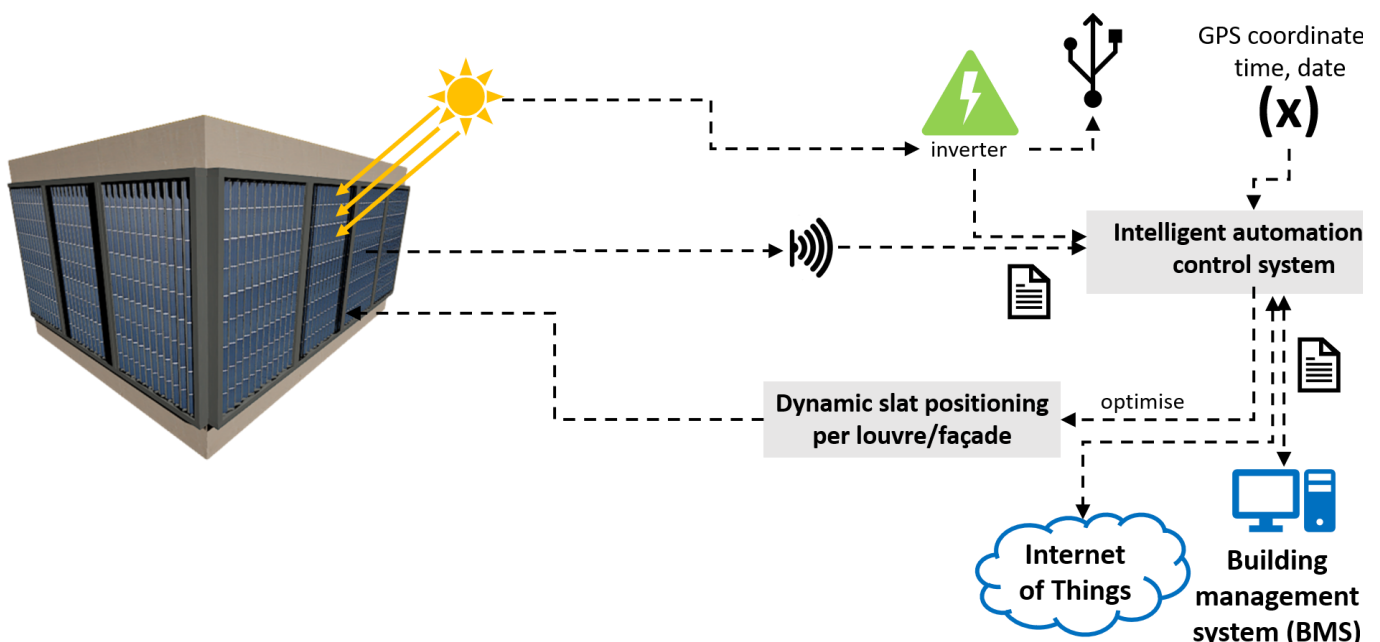 GPS coordinate
time, date
(x)
inverter
Intelligent automation
control system
Dynamic slat positioning
per louvre/façade
optimise
Internet
of Things
Building
management
system (BMS)